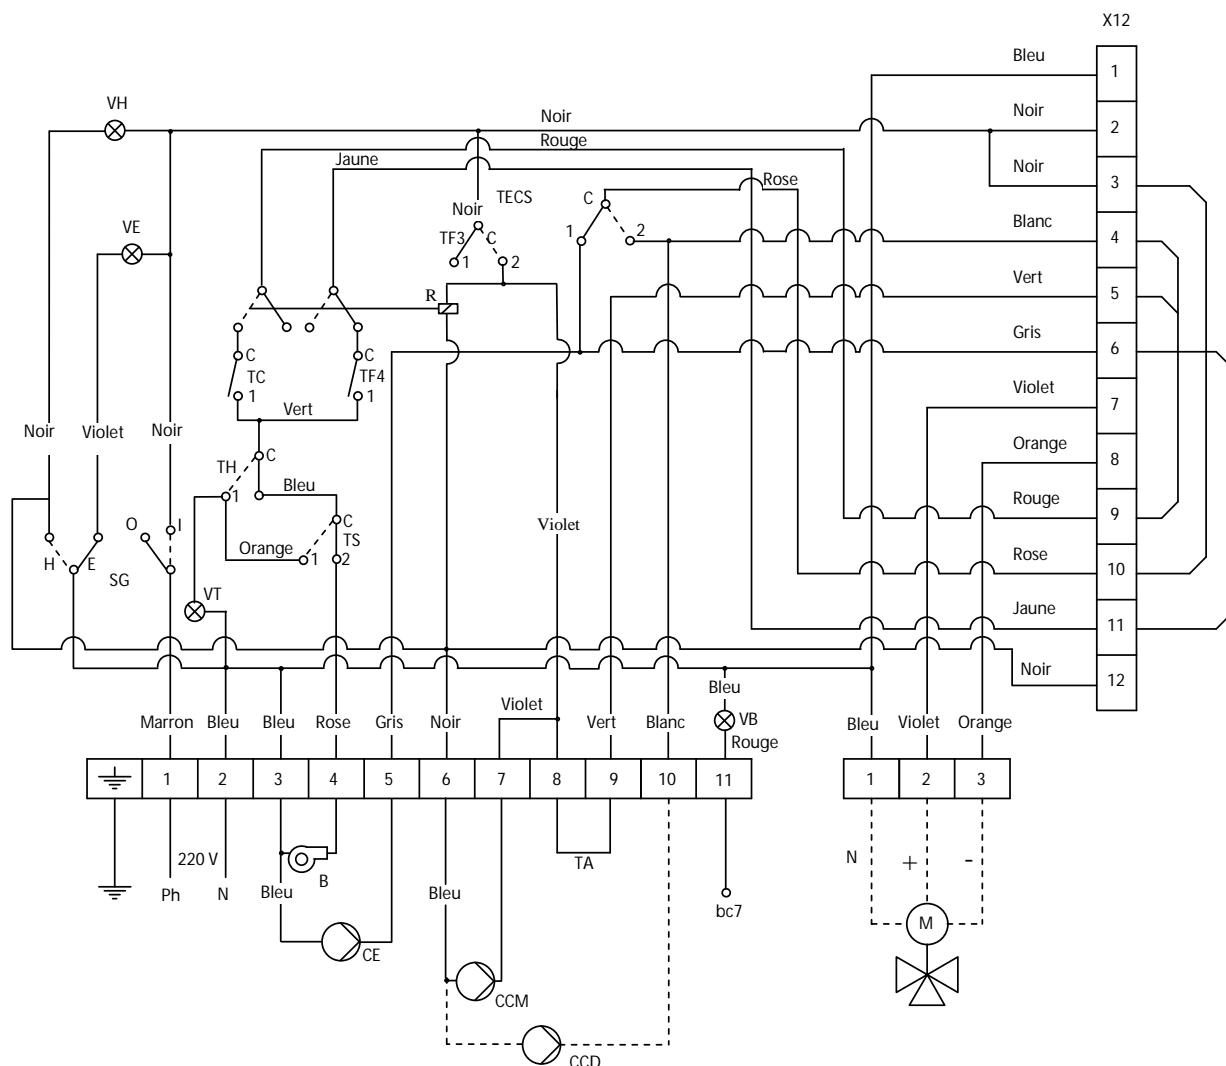 X12
Bleu
1
VH
Noir
Noir
2
Rouge
Jaune
Noir
3
Rose
TECS
C
Noir
Blanc
VE
TF3
C
1
2
4
1
2
Vert
R
5
Gris
6
C
C
TC
TF4
1
1
Violet
7
Vert
Noir
Violet
Noir
Orange
8
C
TH
1
Bleu
Rouge
9
O
I
C
Violet
TS
Orange
1
2
Rose
10
H
E
SG
VT
Jaune
11
Noir
12
Bleu
Marron
Bleu
Bleu
Rose
Gris
Noir
Violet
Vert
Blanc
VB
Bleu
Violet
Orange
Rouge
1
2
3
4
5
6
7
8
9
10
11
1
2
3
220 V
TA
N
+
-
Ph
N
Bleu
B
Bleu
bc7
M
CE
CCM
CCD